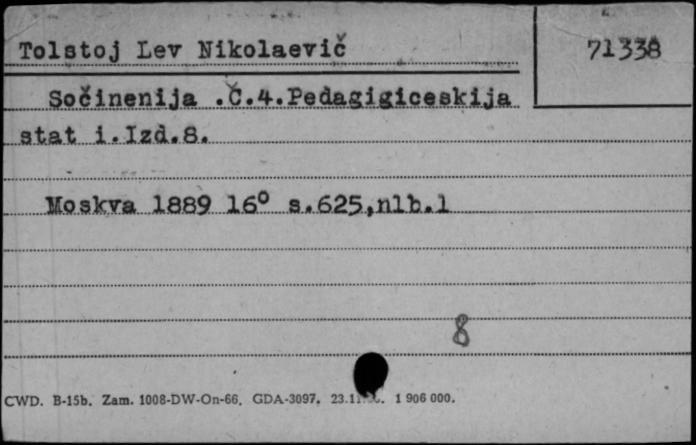 Tolstoj Lev Nikolaevič
71338
Sočinenija .Č.4.Pedagigiceskija
stat i.Izd.8.
Moskva 1889 16° s.625,nlb.1
8
CWD. B-15b. Zam. 1008-DW-On-66. GDA-3097. 1 906 000.